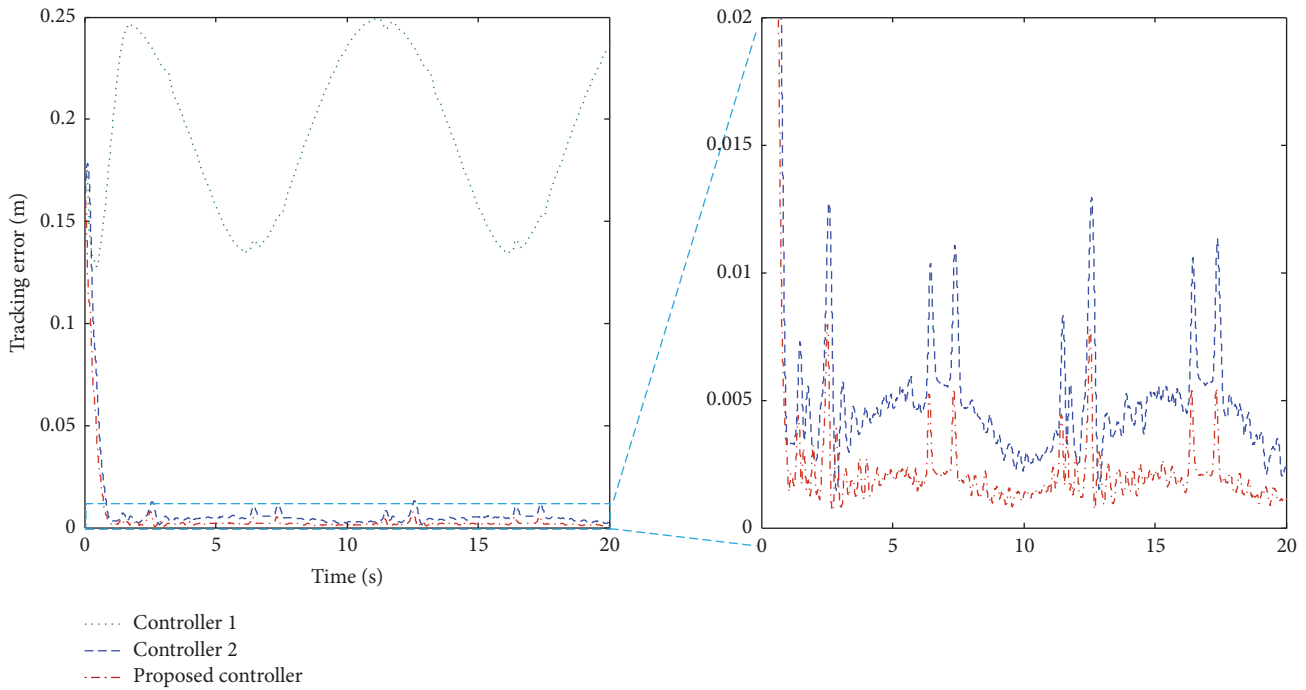 0.25
0.2
0.15
0.1
0.05
0
Tracking error (m)
0 5 10 15 20
Time (s)
0.02
0.015
0.01
0.005
0
0 5 10 15 20
Controller 1
Controller 2
Proposed controller